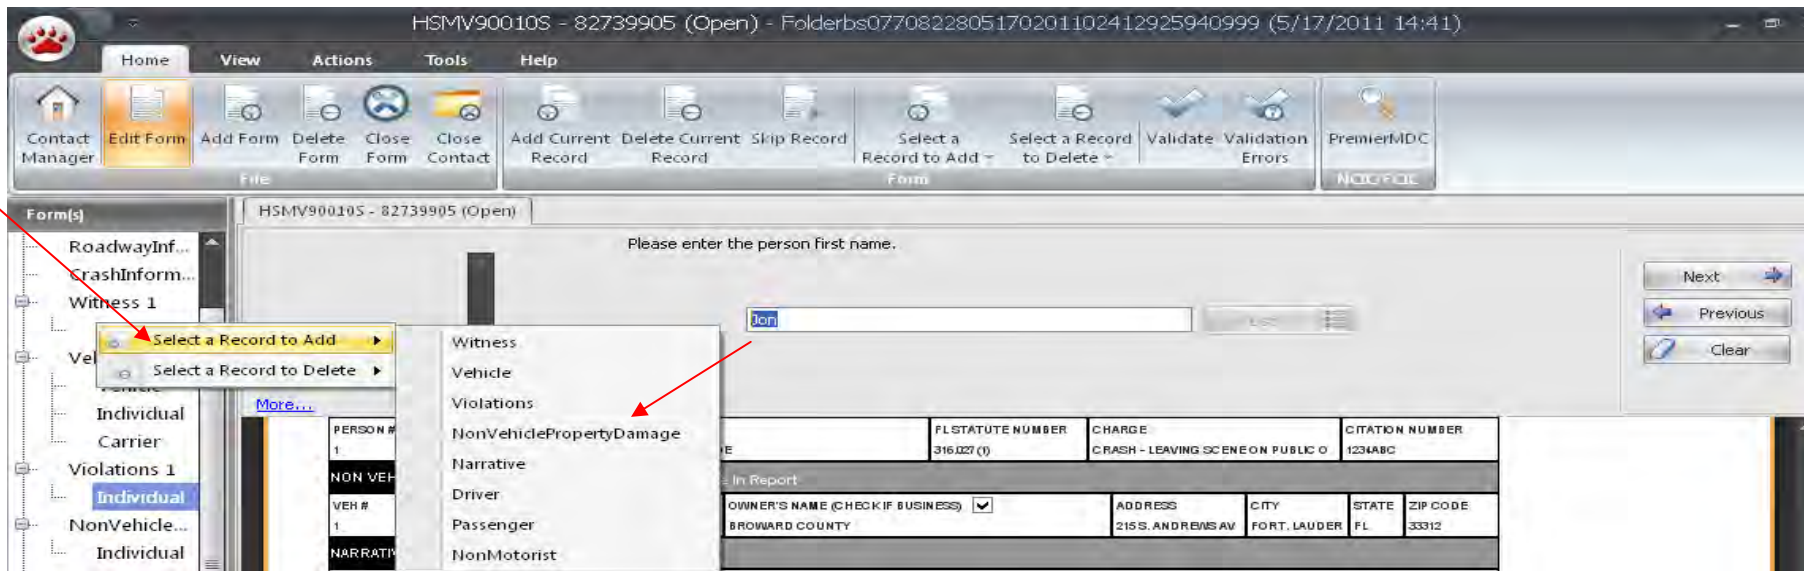 HSMV90010S - 82739905 (Open) - Folderbs0770822805170201102412925940999 (5/17/2011 14:41)
Home View Actions Tools Help
Contact Manager Edit Form Add Form Delete Form Close Form Close Contact Add Current Record Delete Current Record Skip Record Select a Record to Add Select a Record to Delete Validate Validation Errors PremierMDC
File Form NCIC/FCIC
Form(s)
HSMV90010S - 82739905 (Open)
RoadwayInf...
CrashInform...
Witness 1
Please enter the person first name.
Jon
Next
Previous
Clear
Select a Record to Add
Select a Record to Delete
Vehicle
Individual
Carrier
Violations 1
Individual
NonVehicle...
Individual
Witness
Vehicle
Violations
NonVehiclePropertyDamage
Narrative
Driver
Passenger
NonMotorist
More...
PERSON # FL STATUTE NUMBER CHARGE CITATION NUMBER
1 316.027 (1) CRASH - LEAVING SCENE ON PUBLIC O 1234ABC
NON VEH In Report
VEH # OWNER'S NAME (CHECK IF BUSINESS) ADDRESS CITY STATE ZIP CODE
1 BROWARD COUNTY 215 S. ANDREWS AV FORT. LAUDER FL 33312
NARRATIV